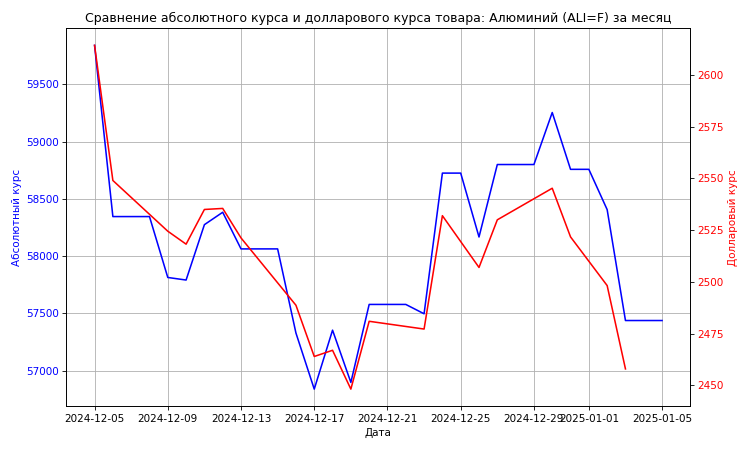 Сравнение абсолютного курса и долларового курса товара: Алюминий (ALI=F) за месяц
Абсолютный курс
59500
59000
58500
58000
57500
57000
2600
2575
2550
2525
2500
2475
2450
Долларовый курс
2024-12-05 2024-12-09 2024-12-13 2024-12-17 2024-12-21 2024-12-25 2024-12-29 2025-01-01 2025-01-05
Дата